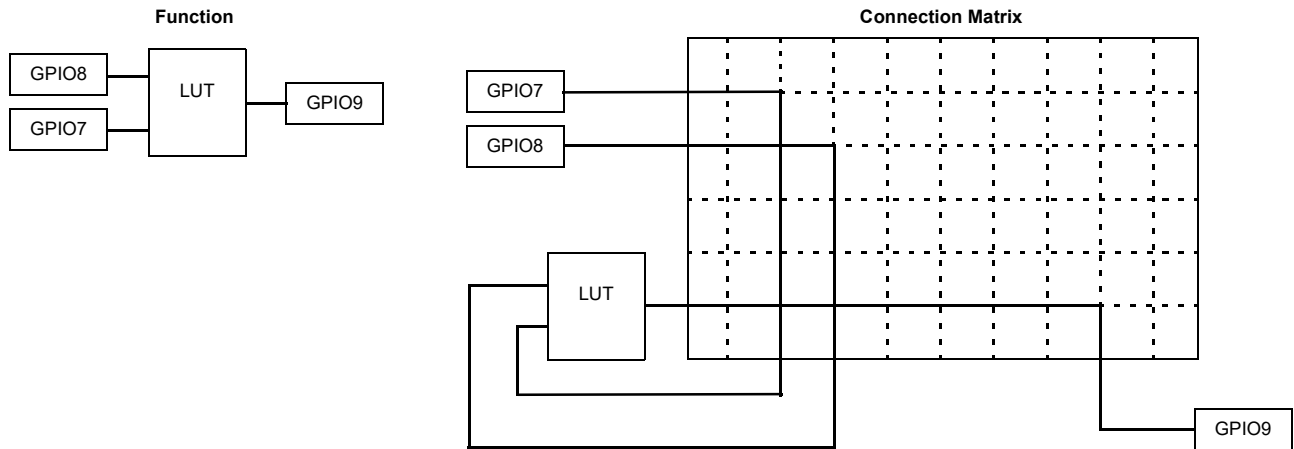 Function
GPIO8
GPIO7
LUT
GPIO9
Connection Matrix
GPIO7
GPIO8
LUT
GPIO9